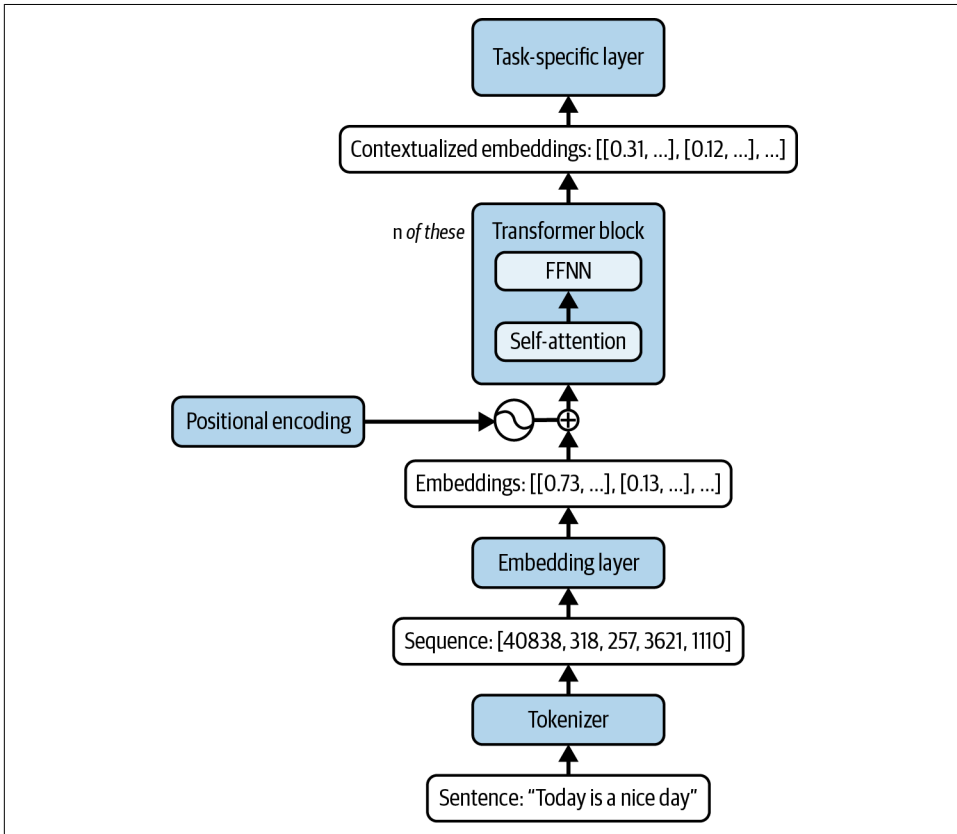 Task-specific layer
Contextualized embeddings: [[0.31, ...], [0.12, ...], ...]
n of these
Transformer block
FFNN
Self-attention
Positional encoding
Embeddings: [[0.73, ...], [0.13, ...], ...]
Embedding layer
Sequence: [40838, 318, 257, 3621, 1110]
Tokenizer
Sentence: “Today is a nice day”